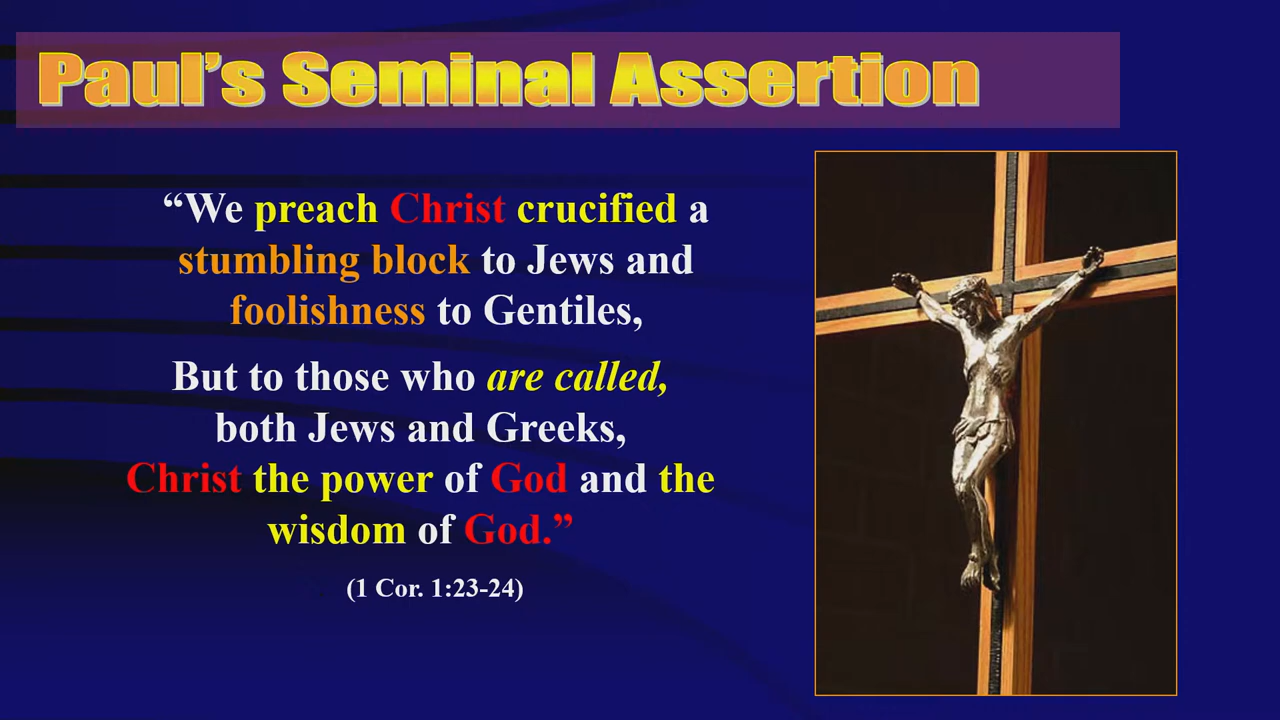 Paul’s Seminal Assertion
“We preach Christ crucified a
stumbling block to Jews and
foolishness to Gentiles,
But to those who are called,
both Jews and Greeks,
Christ the power of God and the
wisdom of God.”
(1 Cor. 1:23-24)